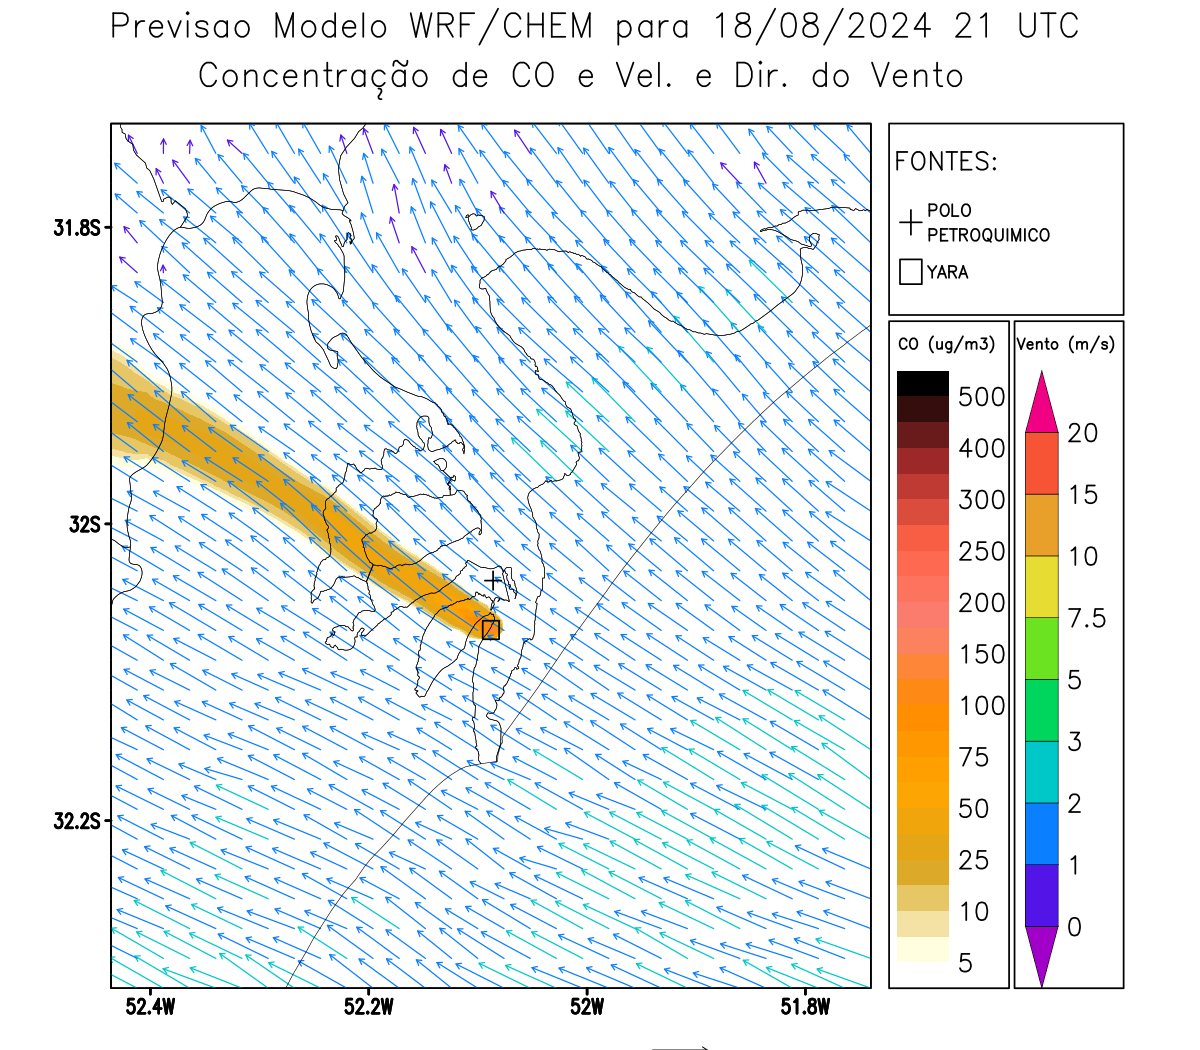 Previsao Modelo WRF/CHEM para 18/08/2024 21 UTC
Concentração de CO e Vel. e Dir. do Vento
FONTES:
POLO
PETROQUIMICO
YARA
CO (ug/m3)
500
400
300
250
200
150
100
75
50
25
10
5
Vento (m/s)
20
15
10
7.5
5
3
2
1
0
31.8S
32S
32.2S
52.4W
52.2W
52W
51.8W